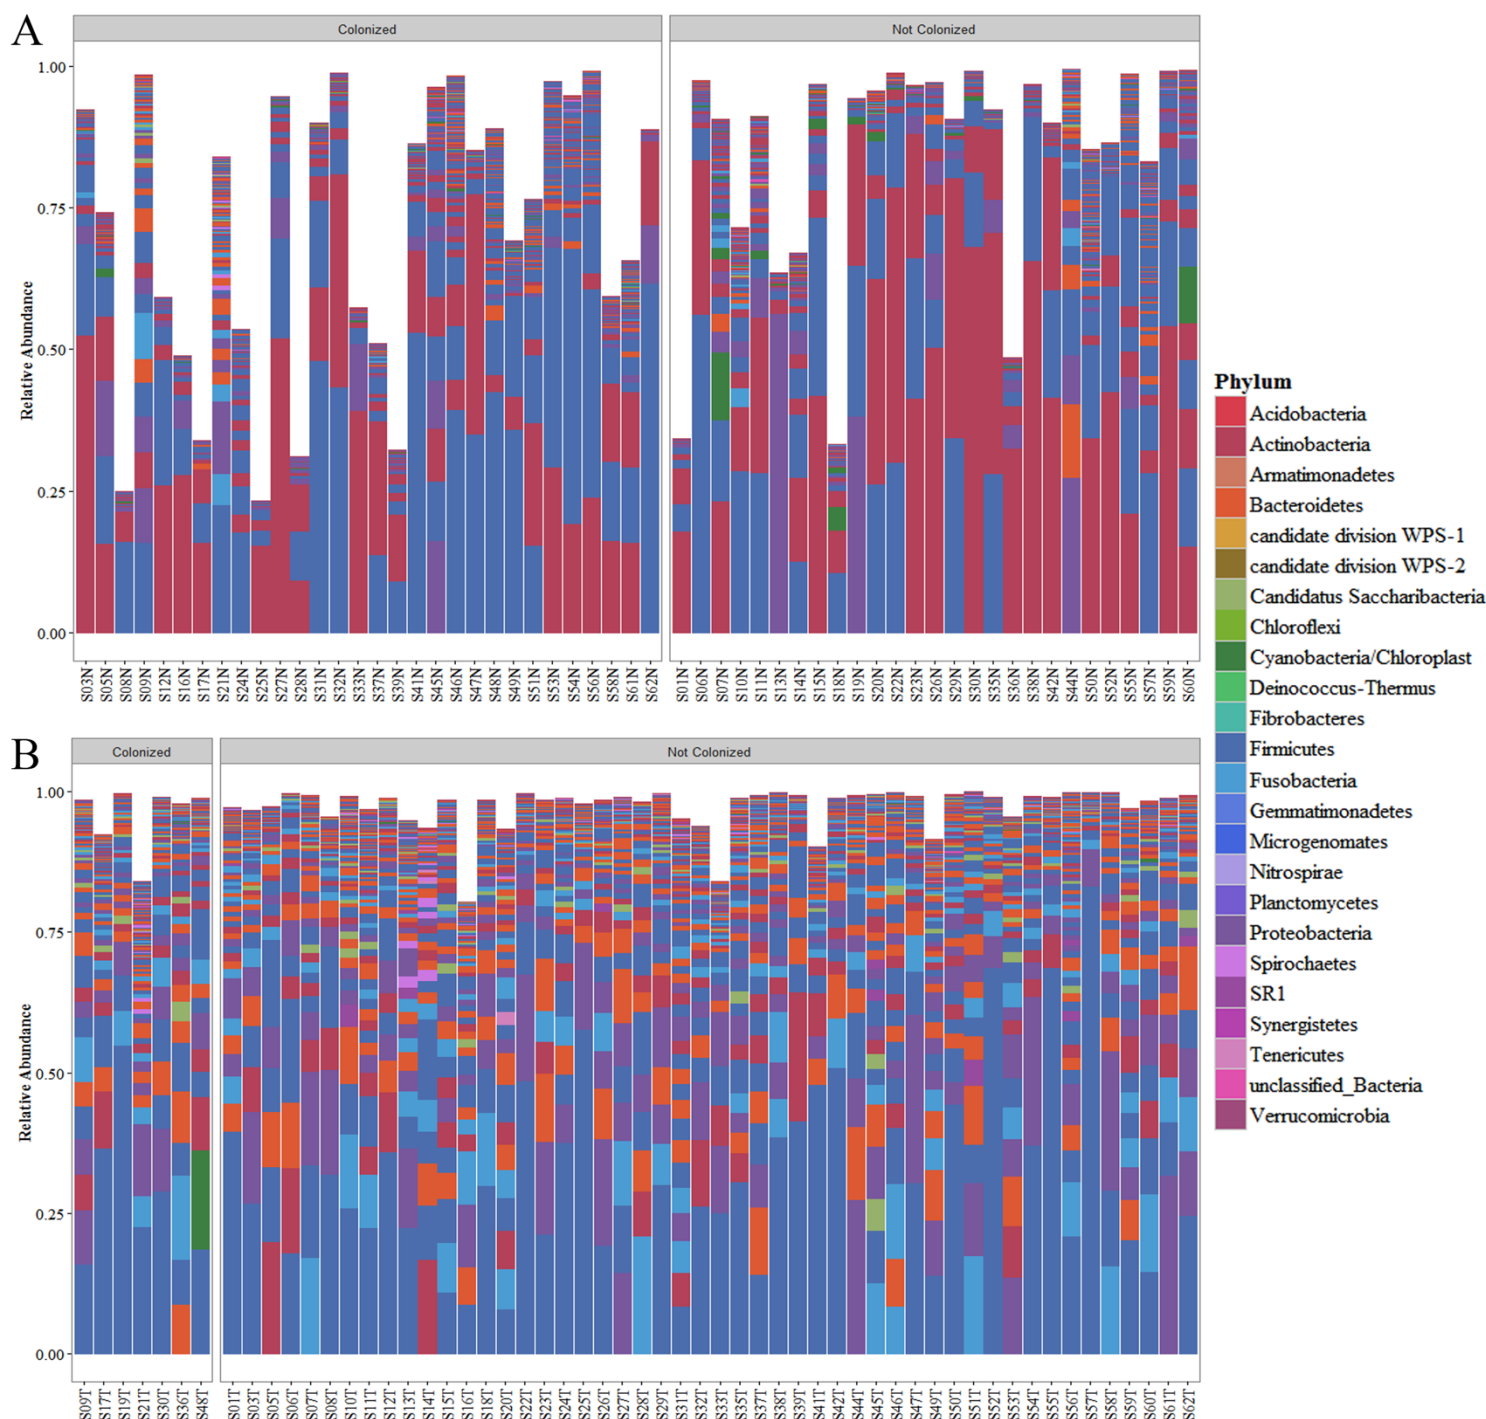 A
Colonized
Not Colonized
1.00
0.75
0.50
0.25
0.00
Relative Abundance
S03N S05N S08N S09N S12N S16N S17N S21N S24N S25N S27N S28N S31N S32N S33N S37N S39N S41N S45N S46N S47N S48N S49N S51N S53N S54N S56N S58N S61N S62N
S01N S06N S07N S10N S11N S13N S14N S15N S18N S19N S20N S22N S23N S26N S29N S30N S35N S36N S38N S42N S44N S50N S52N S55N S57N S59N S60N
B
Colonized
Not Colonized
1.00
0.75
0.50
0.25
0.00
Relative Abundance
S09T S17T S19T S21T S30T S36T S48T
S01T S03T S05T S06T S07T S08T S10T S11T S12T S13T S14T S15T S16T S18T S20T S22T S23T S24T S25T S26T S27T S28T S29T S31T S32T S33T S35T S37T S38T S39T S41T S42T S44T S45T S46T S47T S49T S50T S51T S52T S53T S54T S55T S56T S57T S58T S59T S60T S61T S62T
Phylum
Acidobacteria
Actinobacteria
Armatimonadetes
Bacteroidetes
candidate division WPS-1
candidate division WPS-2
Candidatus Saccharibacteria
Chloroflexi
Cyanobacteria/Chloroplast
Deinococcus-Thermus
Fibrobacteres
Firmicutes
Fusobacteria
Gemmatimonadetes
Microgenomates
Nitrospirae
Planctomycetes
Proteobacteria
Spirochaetes
SR1
Synergistetes
Tenericutes
unclassified_Bacteria
Verrucomicrobia